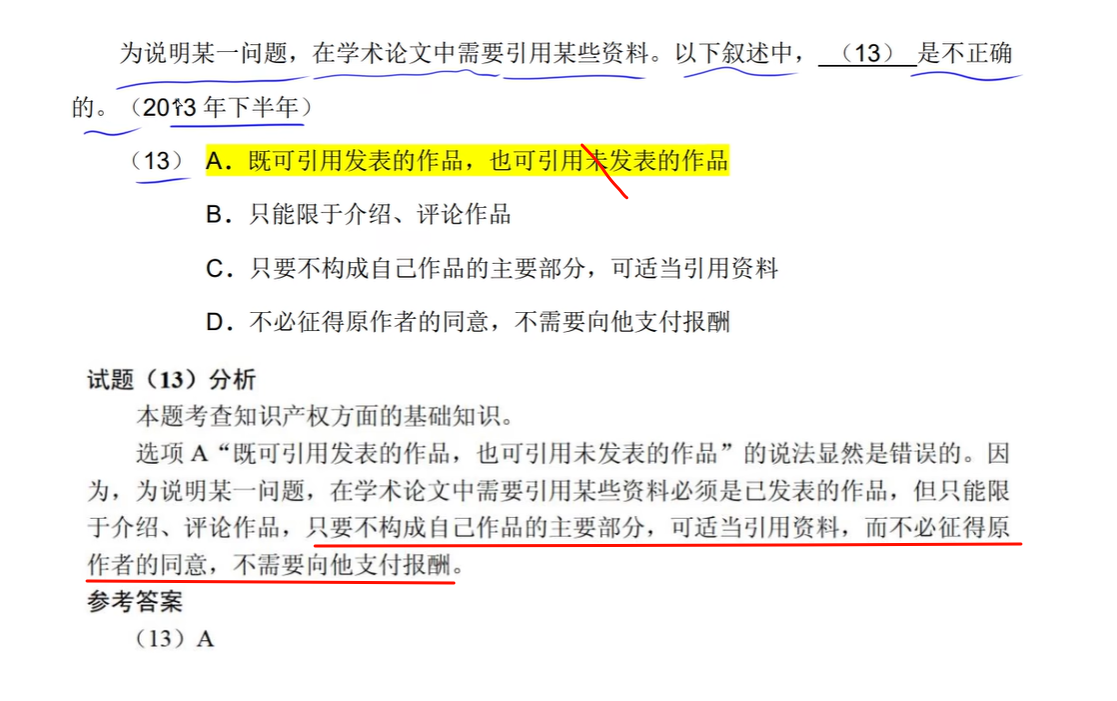 为说明某一问题，在学术论文中需要引用某些资料。以下叙述中，（13）是不正确
的。（2013 年下半年）
（13） A．既可引用发表的作品，也可引用未发表的作品
B．只能限于介绍、评论作品
C．只要不构成自己作品的主要部分，可适当引用资料
D．不必征得原作者的同意，不需要向他支付报酬
试题（13）分析
本题考查知识产权方面的基础知识。
选项 A“既可引用发表的作品，也可引用未发表的作品”的说法显然是错误的。因
为，为说明某一问题，在学术论文中需要引用某些资料必须是已发表的作品，但只能限
于介绍、评论作品，只要不构成自己作品的主要部分，可适当引用资料，而不必征得原
作者的同意，不需要向他支付报酬。
参考答案
（13）A